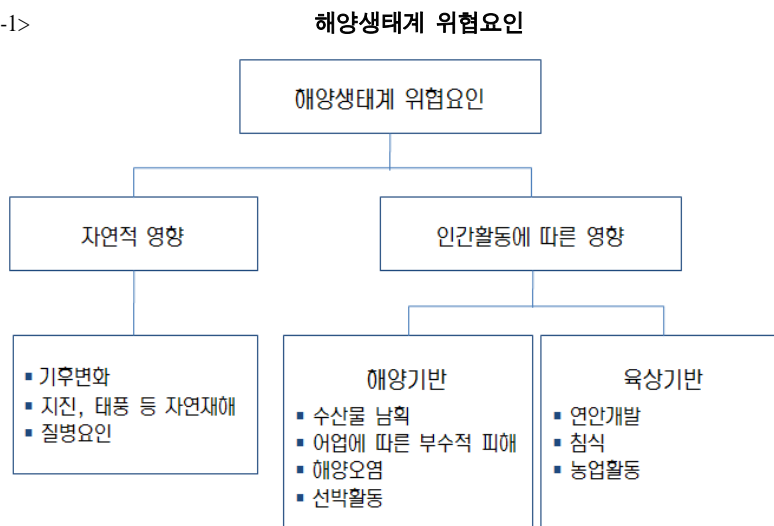 -1>
해양생태계 위협요인
해양생태계 위협요인
자연적 영향
인간활동에 따른 영향
▪ 기후변화
▪ 지진, 태풍 등 자연재해
▪ 질병요인
해양기반
▪ 수산물 남획
▪ 어업에 따른 부수적 피해
▪ 해양오염
▪ 선박활동
육상기반
▪ 연안개발
▪ 침식
▪ 농업활동